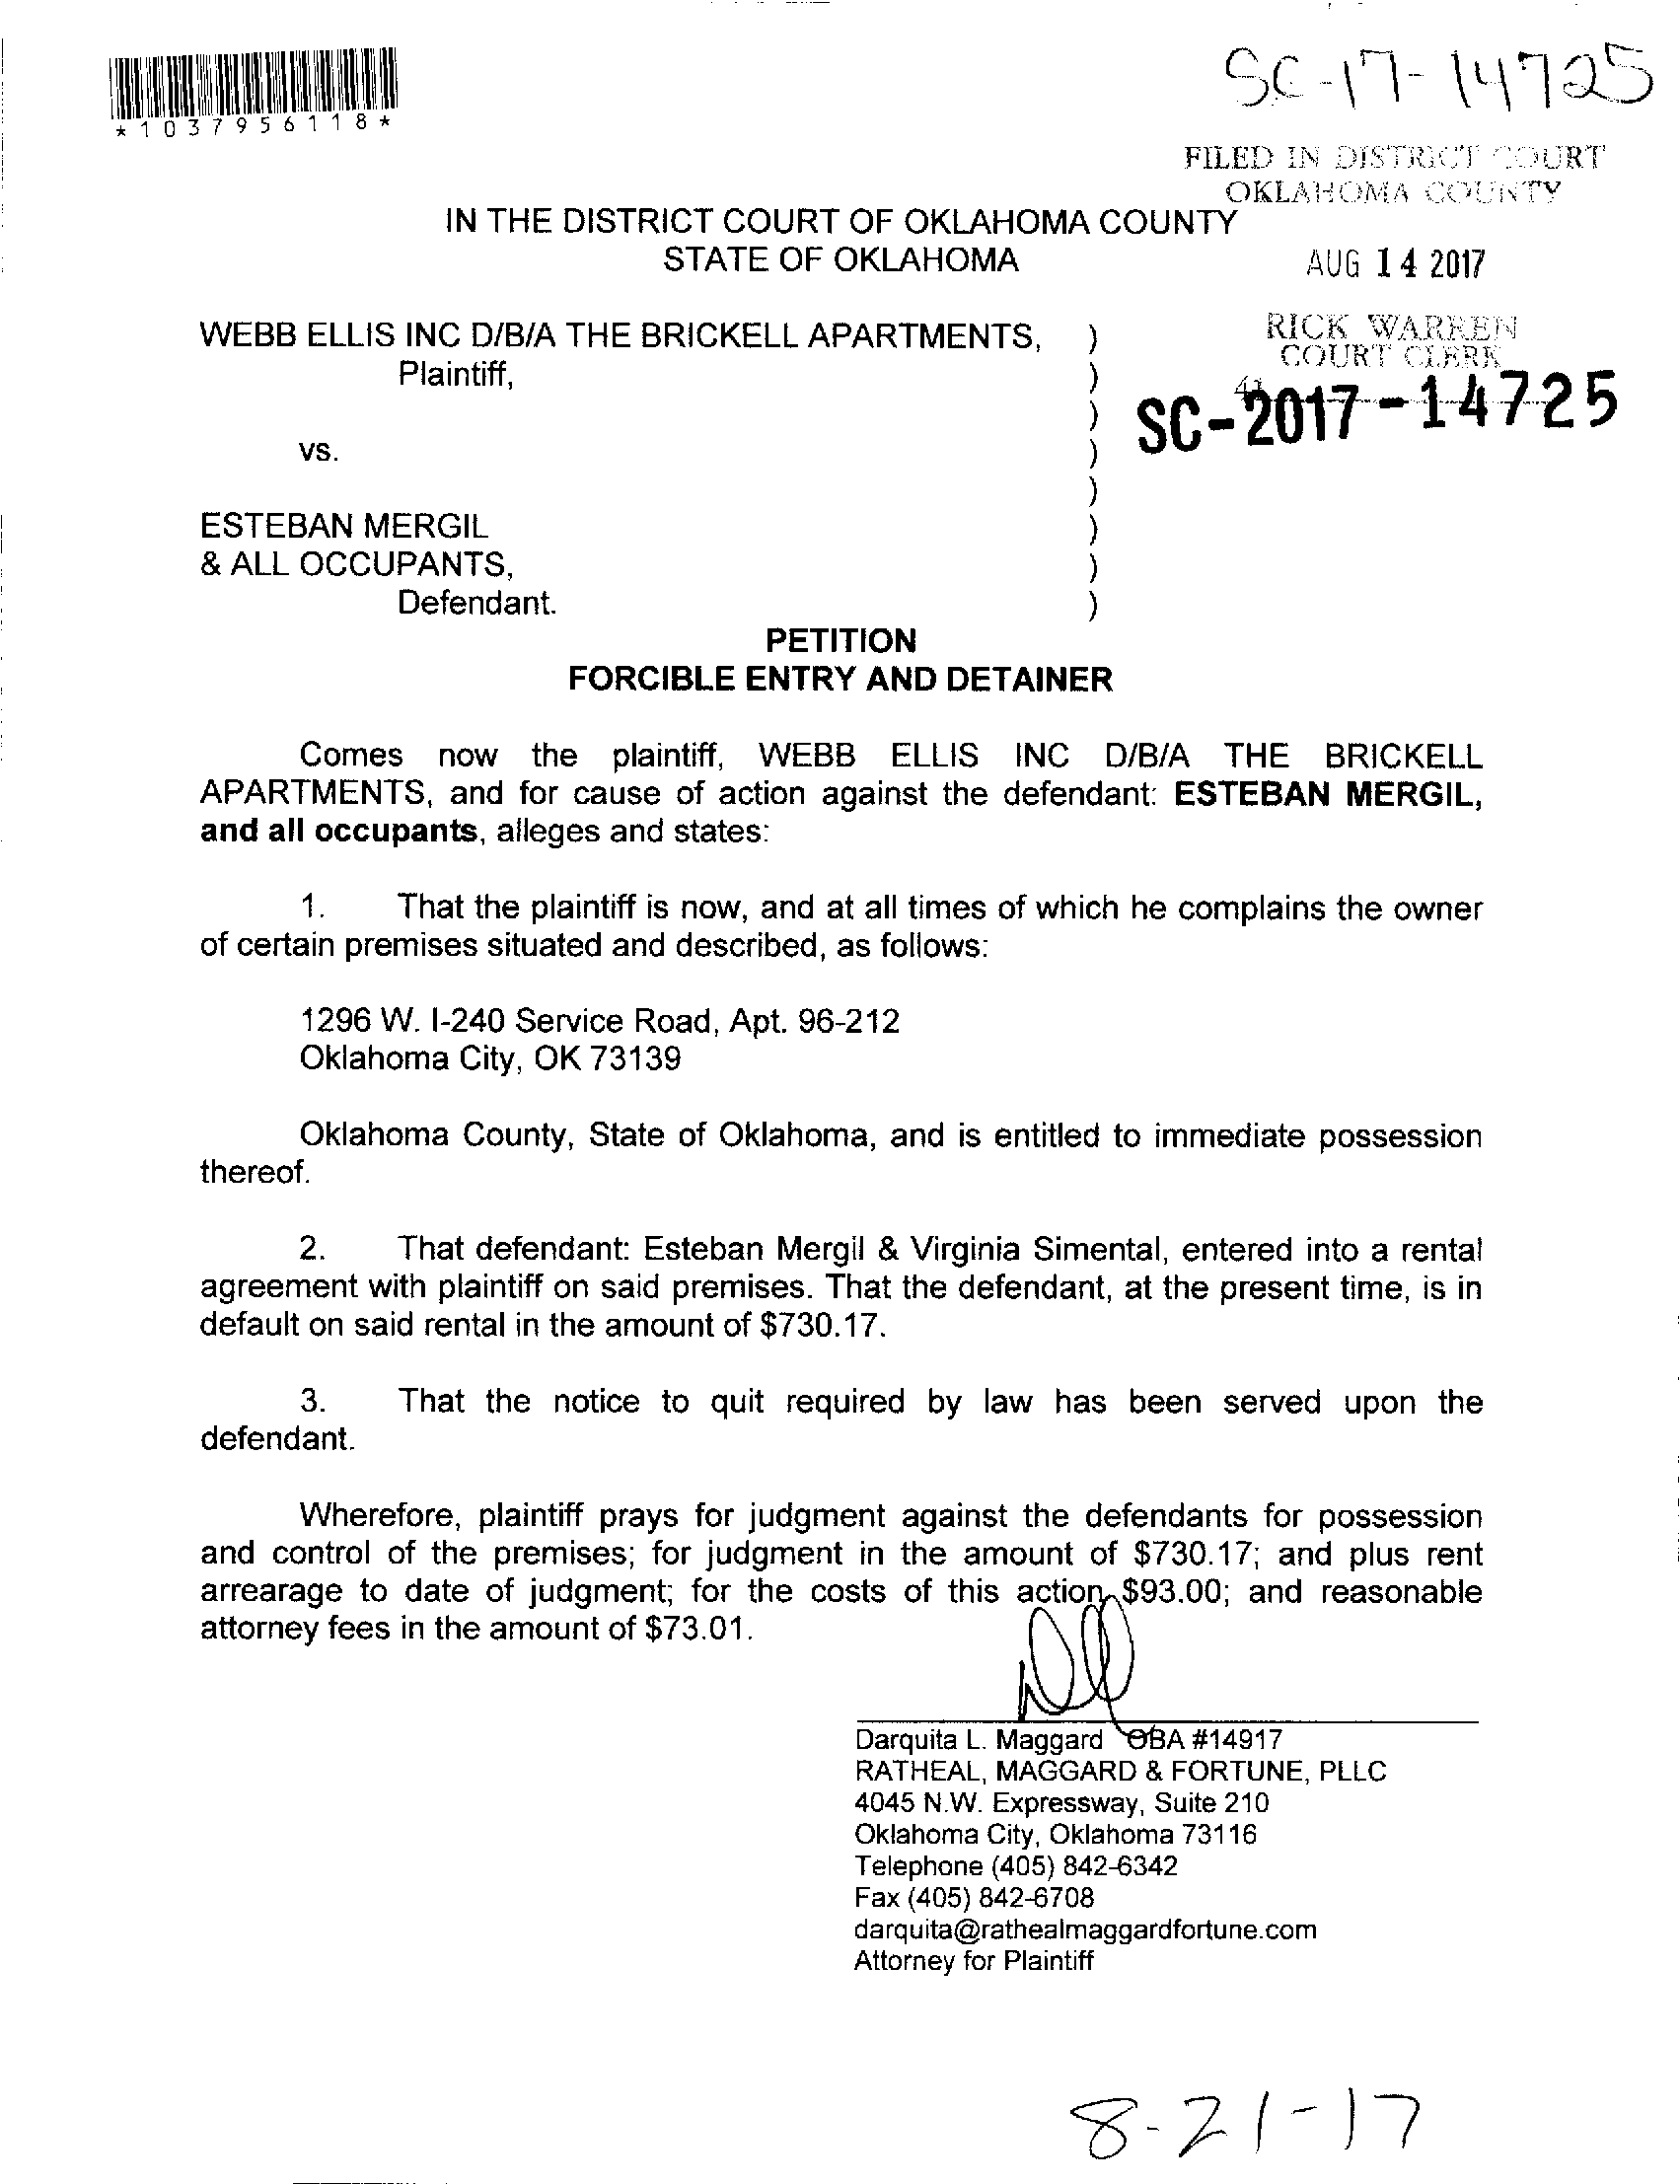 SC-17-14725
*1037956118*
FILED IN DISTRICT COURT
OKLAHOMA COUNTY
IN THE DISTRICT COURT OF OKLAHOMA COUNTY
STATE OF OKLAHOMA
AUG 14 2017
WEBB ELLIS INC D/B/A THE BRICKELL APARTMENTS, )
RICK WARREN
COURT CLERK
Plaintiff, )
)
SC-2017-14725
vs. )
)
ESTEBAN MERGIL )
& ALL OCCUPANTS, )
Defendant. )
PETITION
FORCIBLE ENTRY AND DETAINER
Comes now the plaintiff, WEBB ELLIS INC D/B/A THE BRICKELL
APARTMENTS, and for cause of action against the defendant: ESTEBAN MERGIL,
and all occupants, alleges and states:
1. That the plaintiff is now, and at all times of which he complains the owner
of certain premises situated and described, as follows:
1296 W. I-240 Service Road, Apt. 96-212
Oklahoma City, OK 73139
Oklahoma County, State of Oklahoma, and is entitled to immediate possession
thereof.
2. That defendant: Esteban Mergil & Virginia Simental, entered into a rental
agreement with plaintiff on said premises. That the defendant, at the present time, is in
default on said rental in the amount of $730.17.
3. That the notice to quit required by law has been served upon the
defendant.
Wherefore, plaintiff prays for judgment against the defendants for possession
and control of the premises; for judgment in the amount of $730.17; and plus rent
arrearage to date of judgment; for the costs of this action, $93.00; and reasonable
attorney fees in the amount of $73.01.
Darquita L. Maggard OBA #14917
RATHEAL, MAGGARD & FORTUNE, PLLC
4045 N.W. Expressway, Suite 210
Oklahoma City, Oklahoma 73116
Telephone (405) 842-6342
Fax (405) 842-6708
darquita@rathealmaggardfortune.com
Attorney for Plaintiff
8-21-17